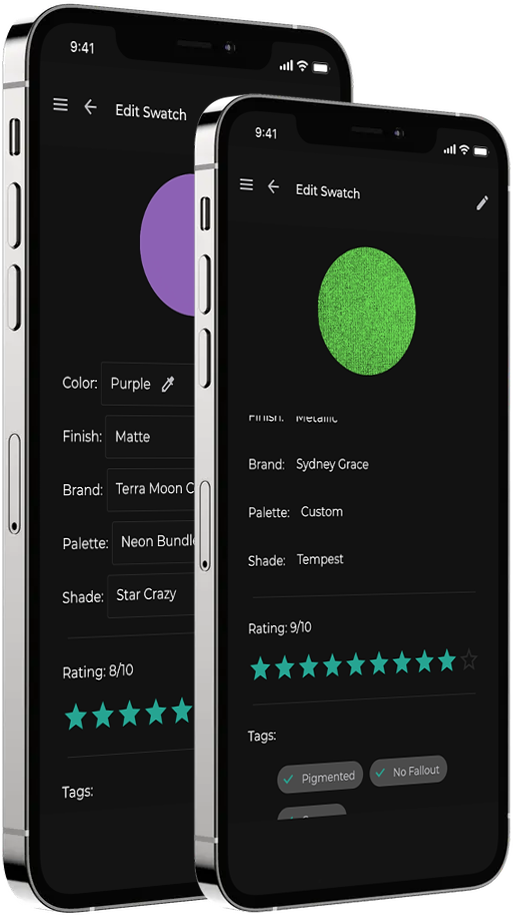 9:41
Edit Swatch
Color: Purple
Finish: Matte
Brand: Terra Moon C
Palette: Neon Bundle
Shade: Star Crazy
Rating: 8/10
Tags:
9:41
Edit Swatch
Finish: Metallic
Brand: Sydney Grace
Palette: Custom
Shade: Tempest
Rating: 9/10
Tags:
Pigmented
No Fallout